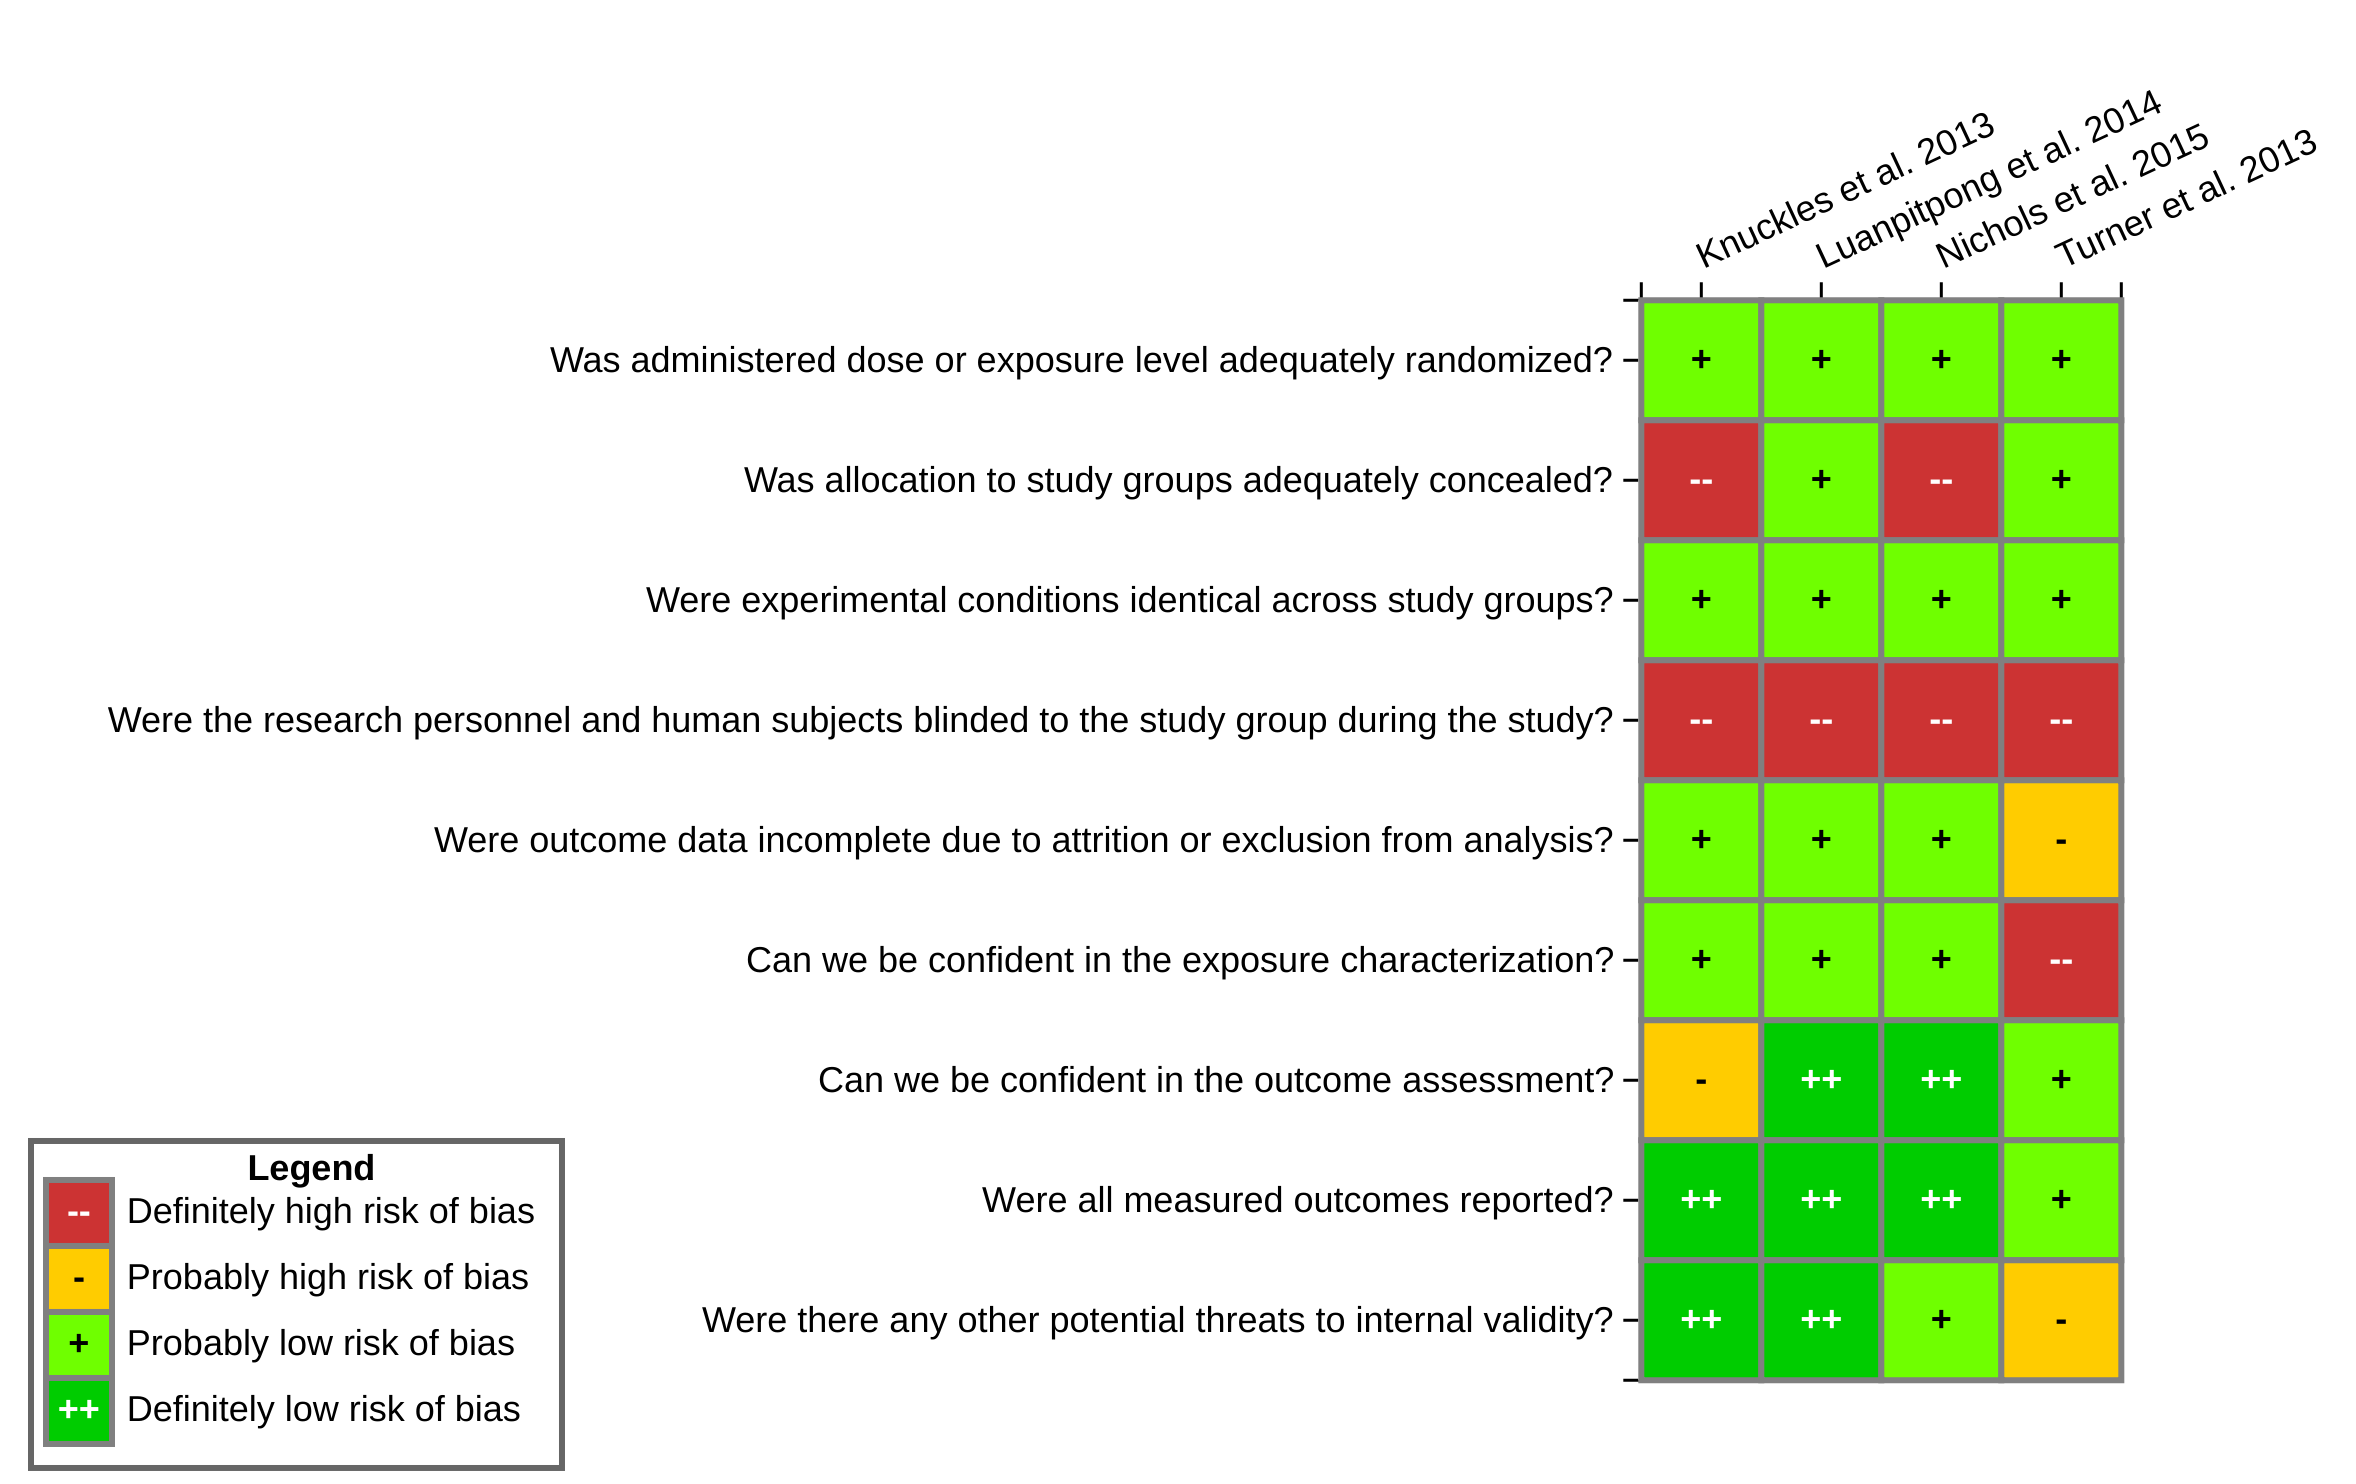 Knuckles et al. 2013
Luanpitpong et al. 2014
Nichols et al. 2015
Turner et al. 2013
Was administered dose or exposure level adequately randomized? + + + +
Was allocation to study groups adequately concealed? -- + -- +
Were experimental conditions identical across study groups? + + + +
Were the research personnel and human subjects blinded to the study group during the study? -- -- -- --
Were outcome data incomplete due to attrition or exclusion from analysis? + + + -
Can we be confident in the exposure characterization? + + + --
Can we be confident in the outcome assessment? - ++ ++ +
Were all measured outcomes reported? ++ ++ ++ +
Were there any other potential threats to internal validity? ++ ++ + -
Legend
-- Definitely high risk of bias
- Probably high risk of bias
+ Probably low risk of bias
++ Definitely low risk of bias